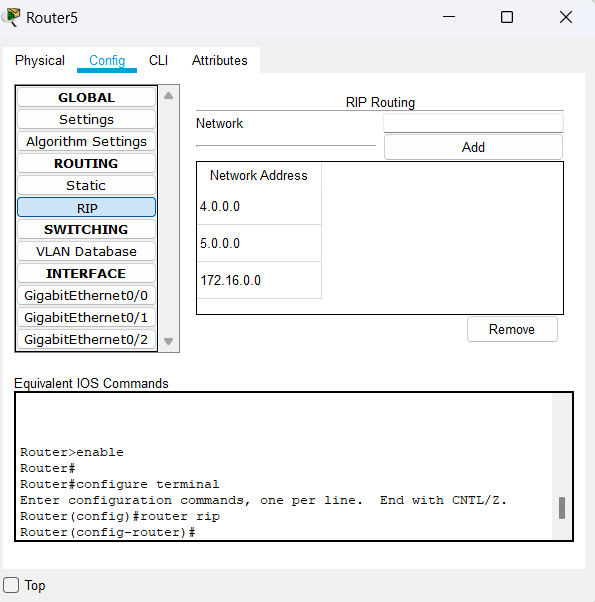 Router5
Physical Config CLI Attributes
GLOBAL
Settings
Algorithm Settings
ROUTING
Static
RIP
SWITCHING
VLAN Database
INTERFACE
GigabitEthernet0/0
GigabitEthernet0/1
GigabitEthernet0/2
RIP Routing
Network
Add
Network Address
4.0.0.0
5.0.0.0
172.16.0.0
Remove
Equivalent IOS Commands
Router>enable
Router#
Router#configure terminal
Enter configuration commands, one per line.  End with CNTL/Z.
Router(config)#router rip
Router(config-router)#
Top